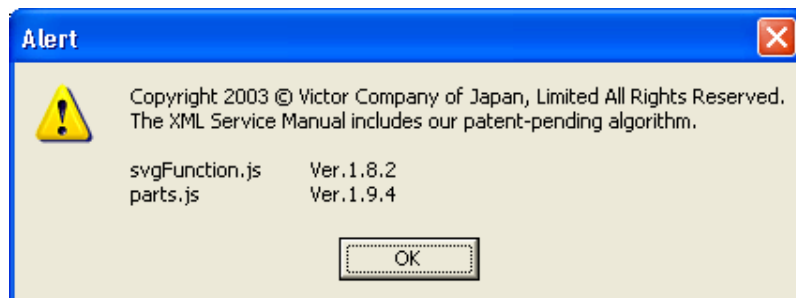 Alert
Copyright 2003 © Victor Company of Japan, Limited All Rights Reserved.
The XML Service Manual includes our patent-pending algorithm.
svgFunction.js Ver.1.8.2
parts.js Ver.1.9.4
OK